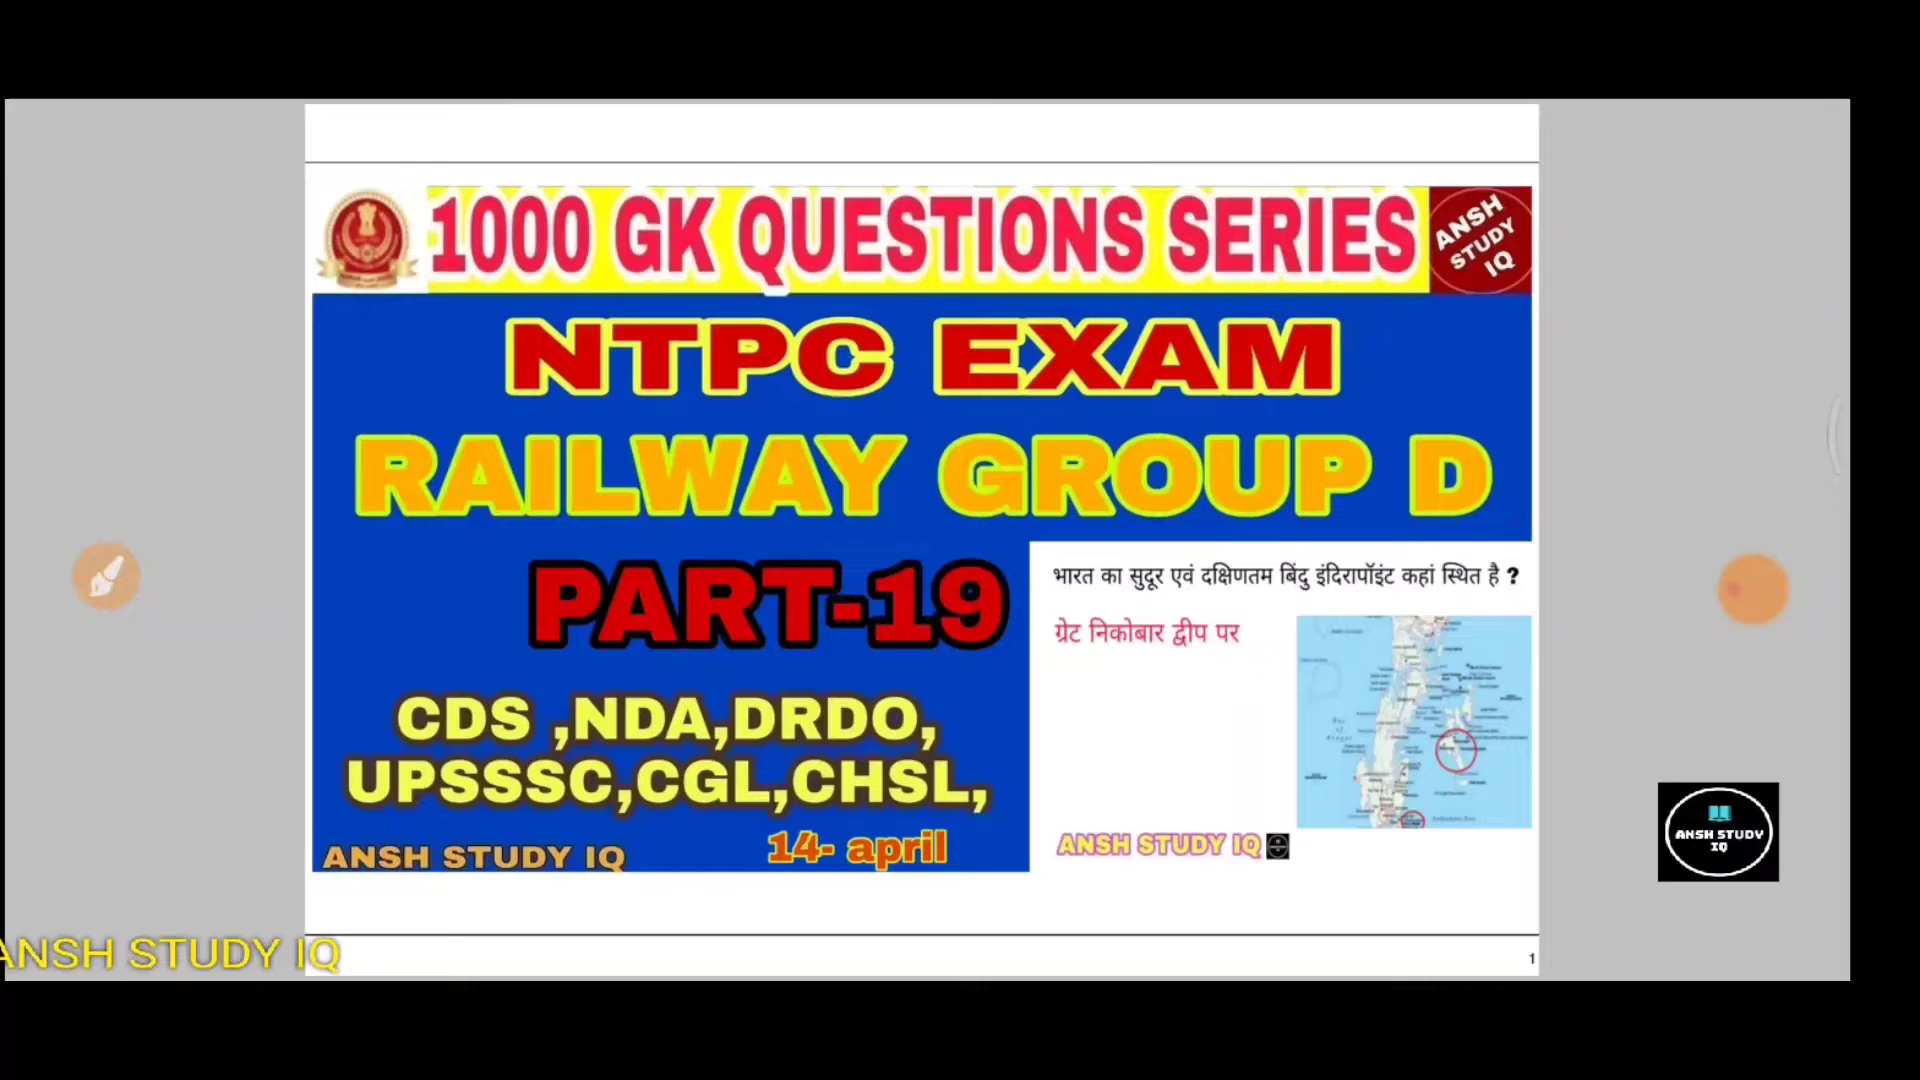 1000 GK QUESTIONS SERIES
ANSH
STUDY
IQ
NTPC EXAM
RAILWAY GROUP D
PART-19
भारत का सुदूर एवं दक्षिणतम बिंदु इंदिरापॉइंट कहां स्थित है ?
ग्रेट निकोबार द्वीप पर
CDS ,NDA,DRDO,
UPSSSC,CGL,CHSL,
14- april
ANSH STUDY IQ
ANSH STUDY IQ
ANSH STUDY
IQ
ANSH STUDY IQ
1